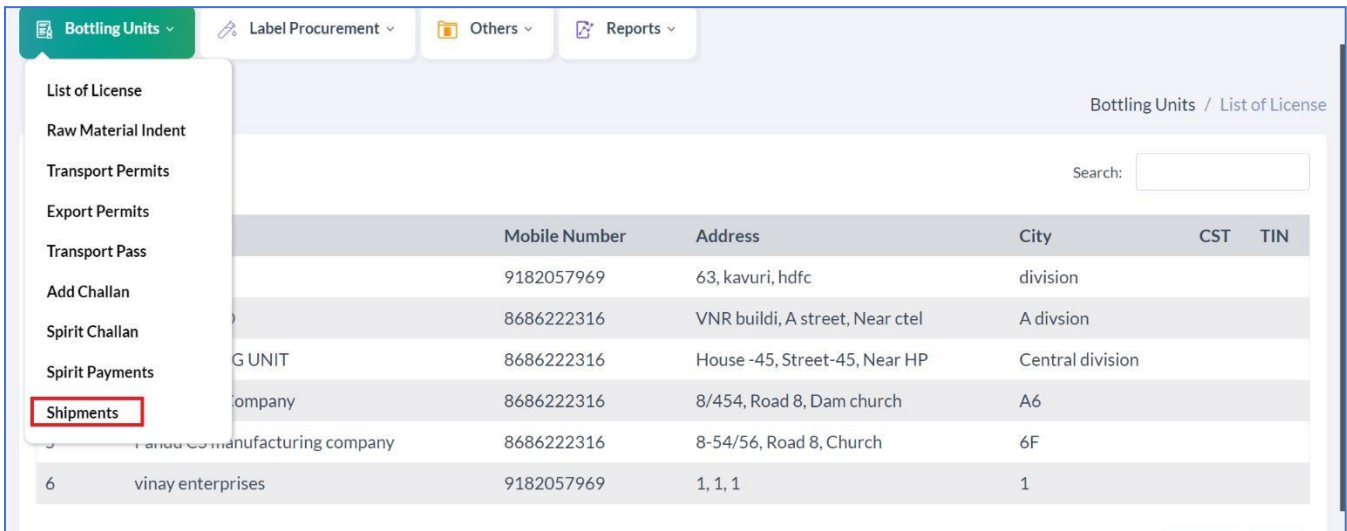 Bottling Units Label Procurement Others Reports
List of License
Raw Material Indent
Transport Permits
Export Permits
Transport Pass
Add Challan
Spirit Challan
Spirit Payments
Shipments
Bottling Units / List of License
Search:
Mobile Number Address City CST TIN
9182057969 63, kavuri, hdfc division
8686222316 VNR buildi, A street, Near ctel A divsion
G UNIT 8686222316 House -45, Street-45, Near HP Central division
ompany 8686222316 8/454, Road 8, Dam church A6
manufacturing company 8686222316 8-54/56, Road 8, Church 6F
6 vinay enterprises 9182057969 1, 1, 1 1